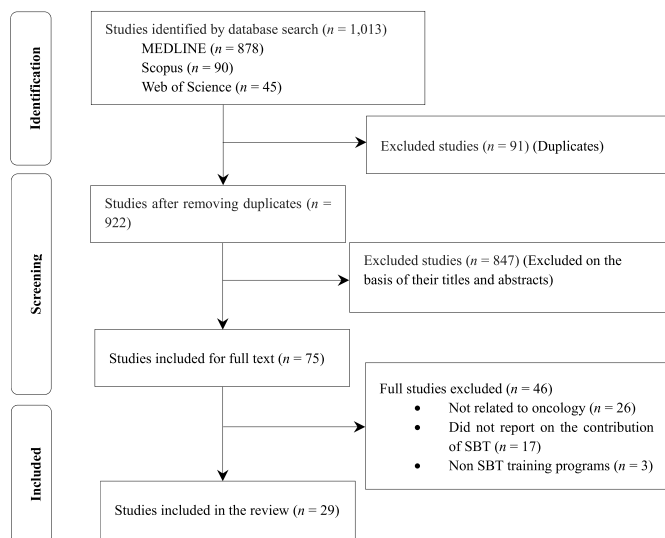 Identification
Studies identified by database search (n = 1,013)
MEDLINE (n = 878)
Scopus (n = 90)
Web of Science (n = 45)
Excluded studies (n = 91) (Duplicates)
Screening
Studies after removing duplicates (n =
922)
Excluded studies (n = 847) (Excluded on the
basis of their titles and abstracts)
Studies included for full text (n = 75)
Full studies excluded (n = 46)
• Not related to oncology (n = 26)
• Did not report on the contribution
of SBT (n = 17)
• Non SBT training programs (n = 3)
Included
Studies included in the review (n = 29)